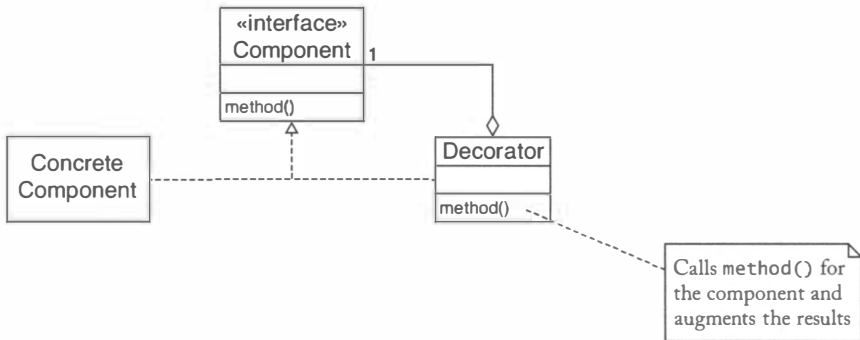 «interface»
Component
1
method()
Concrete
Component
Decorator
method()
Calls method() for
the component and
augments the results